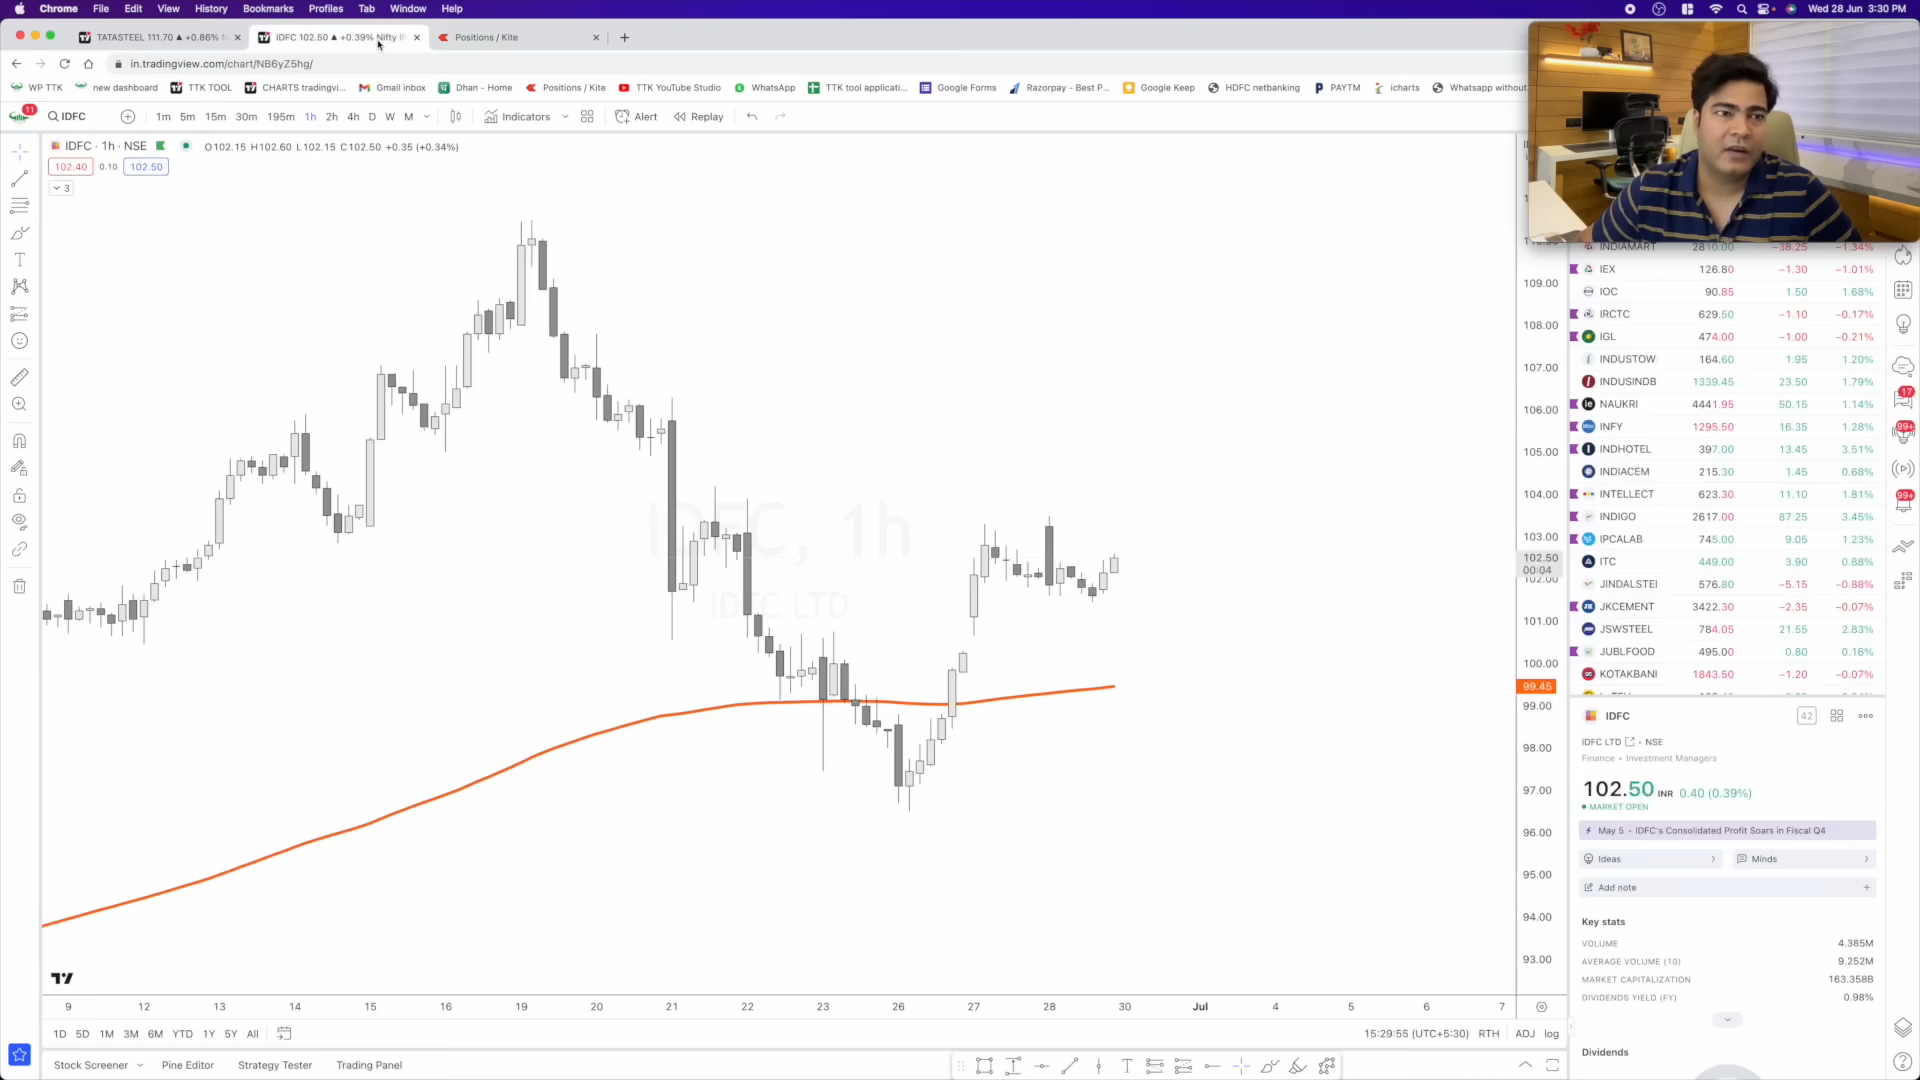 Chrome File Edit View History Bookmarks Profiles Tab Window Help
Wed 28 Jun 3:30 PM
TATASTEEL 111.70 ▲ +0.86%
IDFC 102.50 ▲ +0.39% Nifty
Positions / Kite
in.tradingview.com/chart/NB6yZ5hg/
WP TTK new dashboard TTK TOOL CHARTS tradingvi... Gmail inbox Dhan - Home Positions / Kite TTK YouTube Studio WhatsApp TTK tool applicati... Google Forms Razorpay - Best P... Google Keep HDFC netbanking PAYTM icharts Whatsapp without
11 IDFC 1m 5m 15m 30m 195m 1h 2h 4h D W M Indicators Alert Replay
IDFC · 1h · NSE O102.15 H102.60 L102.15 C102.50 +0.35 (+0.34%)
102.40 0.10 102.50
3
IDFC, 1h
IDFC LTD
109.00
108.00
107.00
106.00
105.00
104.00
103.00
102.50
00:04
102.00
101.00
100.00
99.45
99.00
98.00
97.00
96.00
95.00
94.00
93.00
9 12 13 14 15 16 19 20 21 22 23 26 27 28 30 Jul 4 5 6 7
1D 5D 1M 3M 6M YTD 1Y 5Y All
15:29:55 (UTC+5:30) RTH ADJ log
Stock Screener Pine Editor Strategy Tester Trading Panel
INDIAMART 2810.00 −38.25 −1.34%
IEX 126.80 −1.30 −1.01%
IOC 90.85 1.50 1.68%
IRCTC 629.50 −1.10 −0.17%
IGL 474.00 −1.00 −0.21%
INDUSTOW 164.60 1.95 1.20%
INDUSINDB 1339.45 23.50 1.79%
NAUKRI 4441.95 50.15 1.14%
INFY 1295.50 16.35 1.28%
INDHOTEL 397.00 13.45 3.51%
INDIACEM 215.30 1.45 0.68%
INTELLECT 623.30 11.10 1.81%
INDIGO 2617.00 87.25 3.45%
IPCALAB 745.00 9.05 1.23%
ITC 449.00 3.90 0.88%
JINDALSTEI 576.80 −5.15 −0.88%
JKCEMENT 3422.30 −2.35 −0.07%
JSWSTEEL 784.05 21.55 2.83%
JUBLFOOD 495.00 0.80 0.16%
KOTAKBANI 1843.50 −1.20 −0.07%
17
99+
99+
IDFC 42
IDFC LTD · NSE
Finance · Investment Managers
102.50 INR 0.40 (0.39%)
MARKET OPEN
May 5 · IDFC's Consolidated Profit Soars in Fiscal Q4
Ideas Minds
Add note
Key stats
VOLUME 4.385M
AVERAGE VOLUME (10) 9.252M
MARKET CAPITALIZATION 163.358B
DIVIDENDS YIELD (FY) 0.98%
Dividends